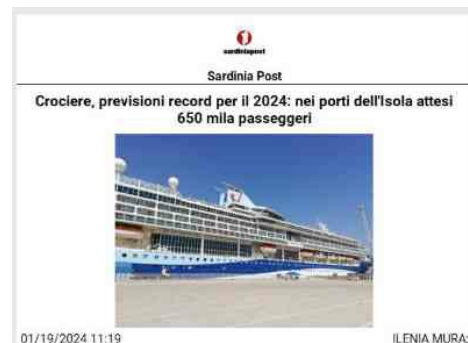 sardiniapost
Sardinia Post
Crociere, previsioni record per il 2024: nei porti dell'Isola attesi
650 mila passeggeri
01/19/2024 11:19
ILENIA MURA;